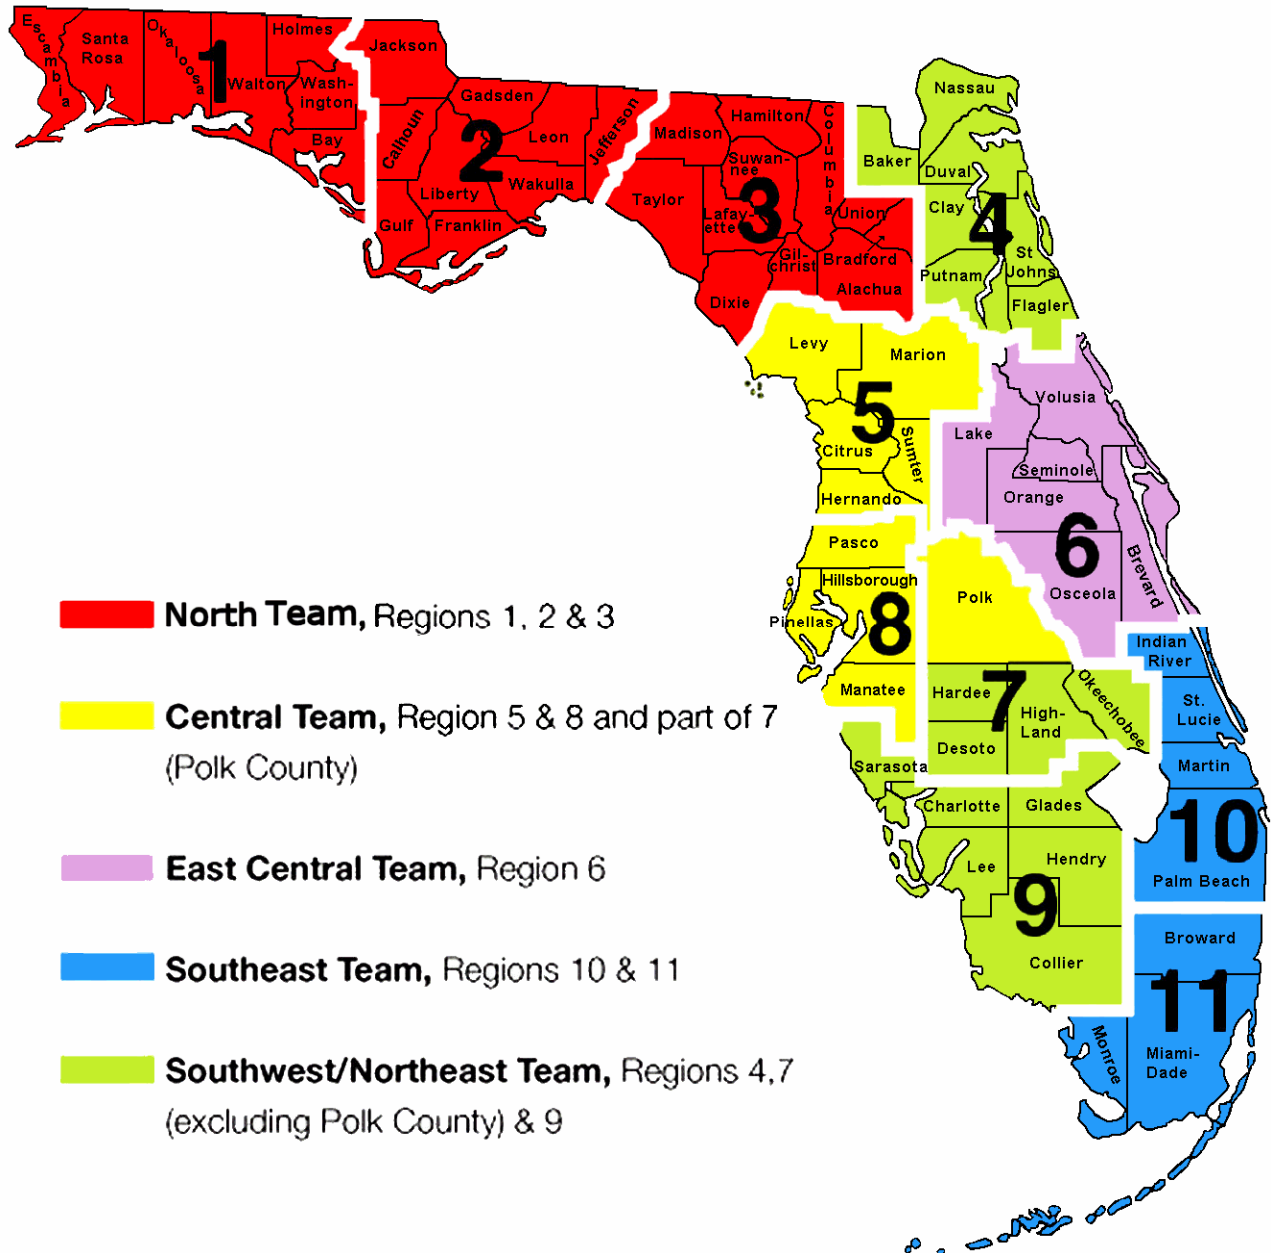 Escambia
Santa
Rosa
Okaloosa
1
Walton
Holmes
Wash-
ington
Bay
Jackson
Calhoun
Gulf
Gadsden
2
Leon
Liberty
Wakulla
Franklin
Jefferson
Madison
Taylor
Hamilton
Suwan-
nee
3
Lafay-
ette
Columbia
Union
Gil-
christ
Bradford
Alachua
Dixie
Nassau
Baker
Duval
Clay
4
Putnam
St
Johns
Flagler
Levy
Marion
5
Citrus
Sumter
Hernando
Volusia
Lake
Seminole
Orange
6
Osceola
Brevard
Pasco
Hillsborough
Pinellas
8
Manatee
Polk
Hardee
7
High-
Land
Okeechobee
Desoto
Indian
River
St.
Lucie
Martin
10
Palm Beach
Sarasota
Charlotte
Glades
Lee
Hendry
9
Collier
Broward
11
Monroe
Miami-
Dade
North Team, Regions 1, 2 & 3
Central Team, Region 5 & 8 and part of 7
(Polk County)
East Central Team, Region 6
Southeast Team, Regions 10 & 11
Southwest/Northeast Team, Regions 4,7
(excluding Polk County) & 9